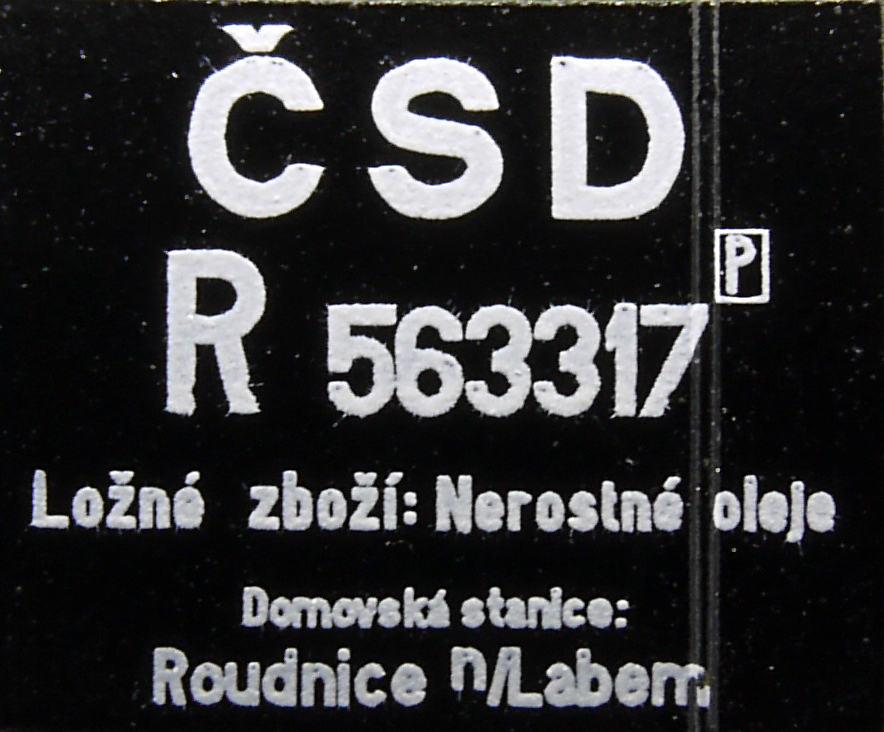 ČSD
R 563317 P
Ložné zboží: Nerostné oleje
Domovská stanice:
Roudnice n/Labem